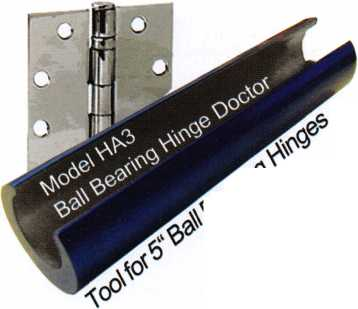 Model HA3
Ball Bearing Hinge Doctor
Tool for 5" Ball Hinges